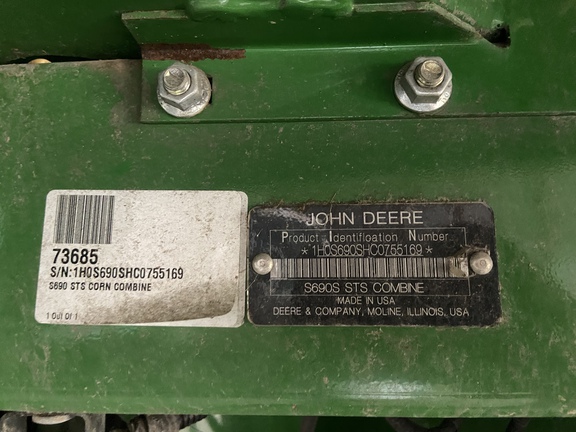 73685
S/N:1H0S690SHC0755169
S690 STS CORN COMBINE
1 Out Of 1
JOHN DEERE
Product Identification Number
*1H0S690SHC0755169*
S690S STS COMBINE
MADE IN USA
DEERE & COMPANY, MOLINE, ILLINOIS, USA